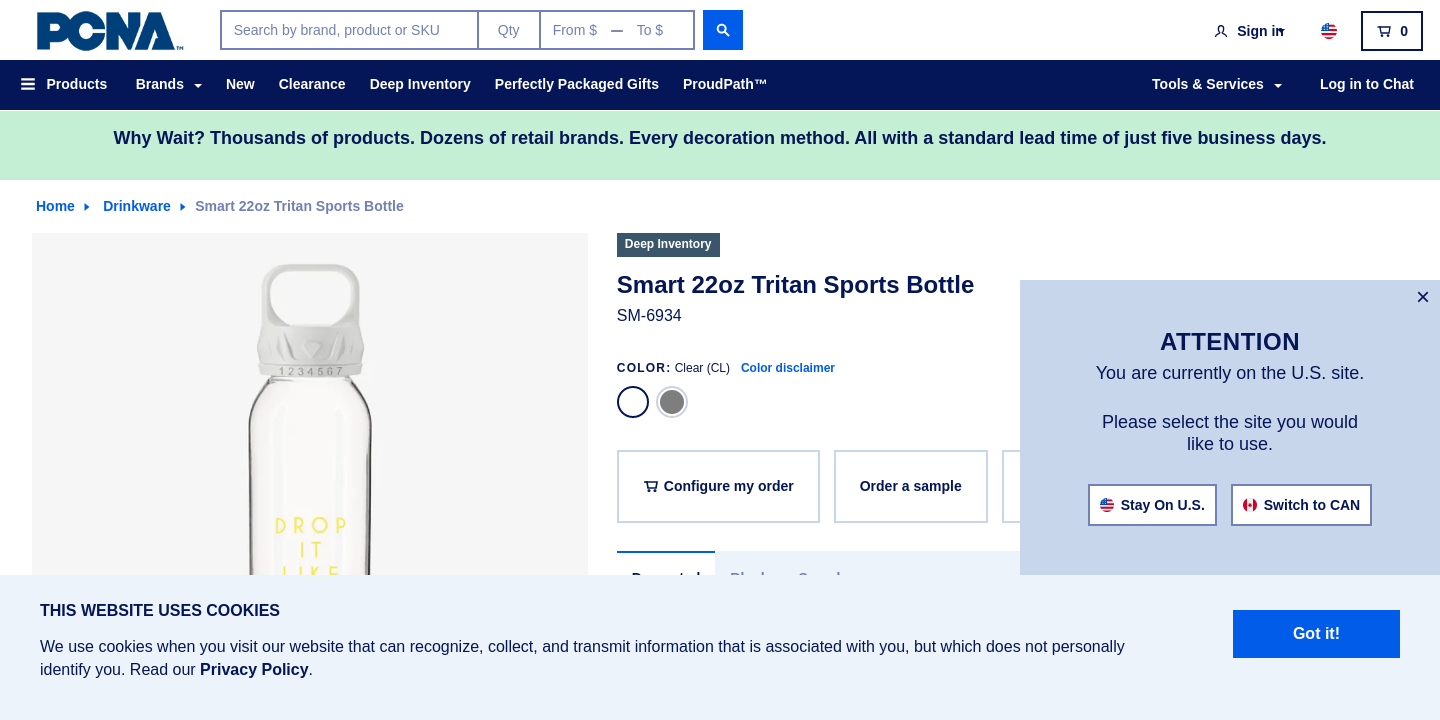 PCNA™
Search by brand, product or SKU
Qty
From $ — To $
Sign in
0
Products
Brands
New
Clearance
Deep Inventory
Perfectly Packaged Gifts
ProudPath™
Tools & Services
Log in to Chat
Why Wait? Thousands of products. Dozens of retail brands. Every decoration method. All with a standard lead time of just five business days.
Home
Drinkware
Smart 22oz Tritan Sports Bottle
1234567
DROP
IT
LIKE
Deep Inventory
Smart 22oz Tritan Sports Bottle
SM-6934
COLOR: Clear (CL) Color disclaimer
Configure my order
Order a sample
×
ATTENTION
You are currently on the U.S. site.
Please select the site you would
like to use.
Stay On U.S.
Switch to CAN
THIS WEBSITE USES COOKIES
We use cookies when you visit our website that can recognize, collect, and transmit information that is associated with you, but which does not personally
identify you. Read our Privacy Policy.
Got it!